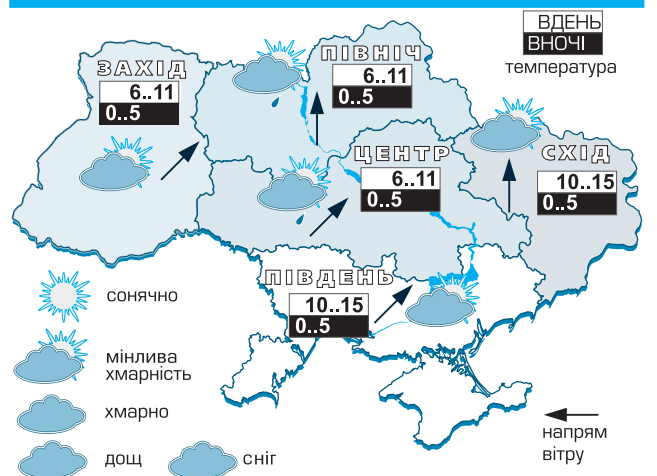 ВДЕНЬ
ВНОЧІ
температура
ЗАХІД
6..11
0..5
ПІВНІЧ
6..11
0..5
ЦЕНТР
6..11
0..5
СХІД
10..15
0..5
ПІВДЕНЬ
10..15
0..5
сонячно
мінлива
хмарність
хмарно
дощ
сніг
напрям
вітру